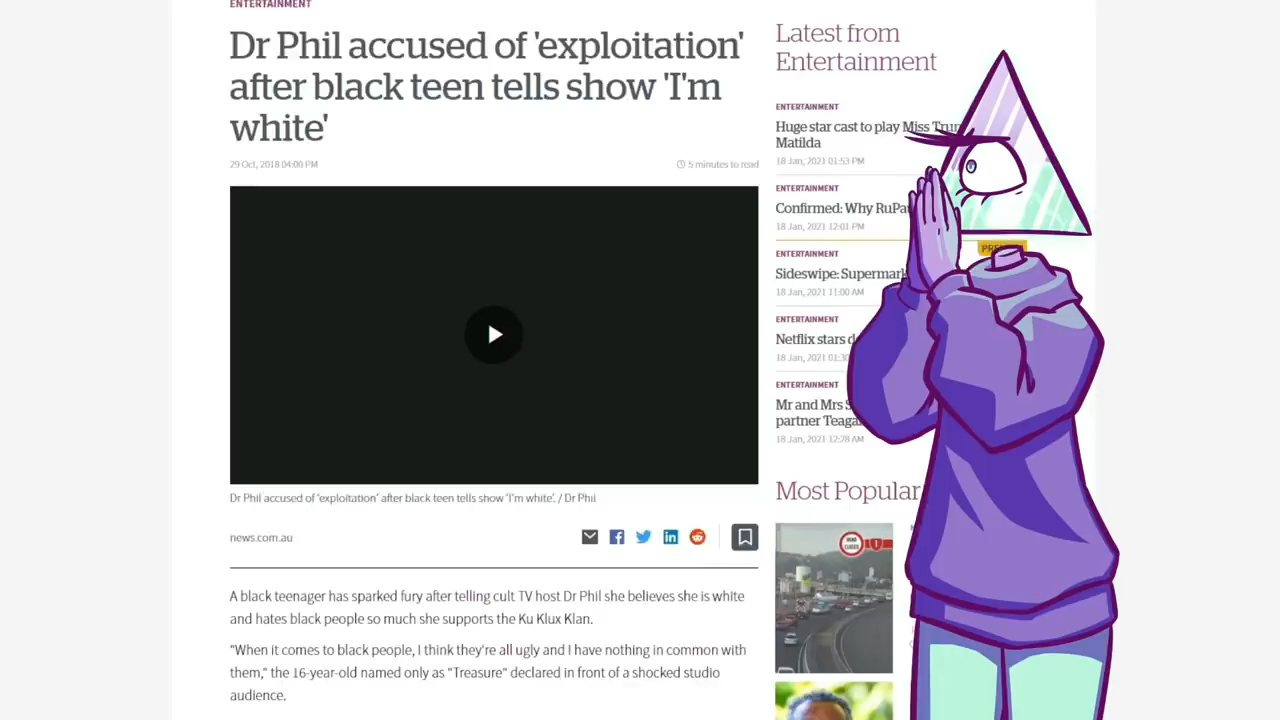 ENTERTAINMENT
Dr Phil accused of 'exploitation'
after black teen tells show 'I'm
white'
29 Oct, 2018 04:00 PM
5 minutes to read
Dr Phil accused of 'exploitation' after black teen tells show 'I'm white'. / Dr Phil
news.com.au
A black teenager has sparked fury after telling cult TV host Dr Phil she believes she is white
and hates black people so much she supports the Ku Klux Klan.
"When it comes to black people, I think they're all ugly and I have nothing in common with
them," the 16-year-old named only as "Treasure" declared in front of a shocked studio
audience.
Latest from
Entertainment
ENTERTAINMENT
Huge star cast to play Miss
Matilda
18 Jan, 2021 01:53 PM
ENTERTAINMENT
Confirmed: Why
18 Jan, 2021 12:01 PM
ENTERTAINMENT
Sideswipe:
18 Jan, 2021 11:00 AM
ENTERTAINMENT
Netflix stars
18 Jan, 2021
ENTERTAINMENT
Mr and Mrs
partner
18 Jan, 2021 12:28 AM
Most Popular